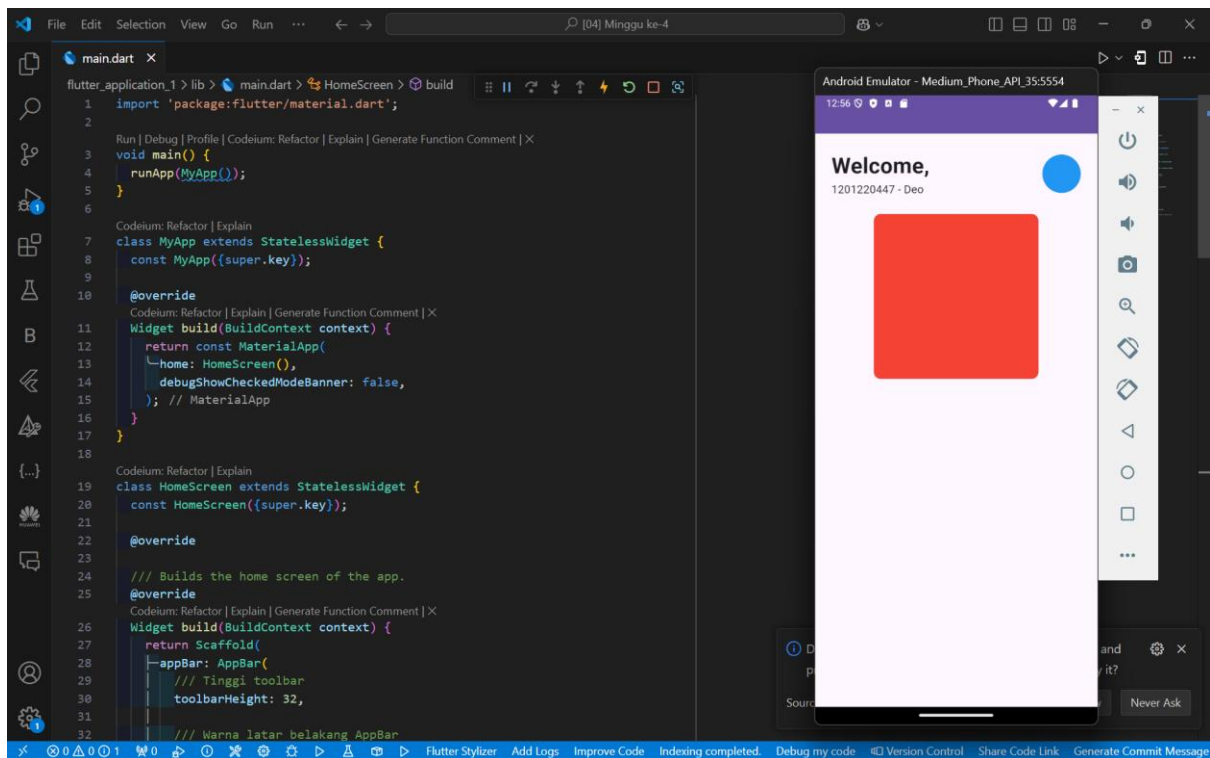 File Edit Selection View Go Run ··· ← → [04] Minggu ke-4
main.dart ×
flutter_application_1 > lib > main.dart > HomeScreen > build
1 import 'package:flutter/material.dart';
2
Run | Debug | Profile | Codeium: Refactor | Explain | Generate Function Comment | ×
3 void main() {
4 runApp(MyApp());
5 }
6
Codeium: Refactor | Explain
7 class MyApp extends StatelessWidget {
8 const MyApp({super.key});
9
10 @override
Codeium: Refactor | Explain | Generate Function Comment | ×
11 Widget build(BuildContext context) {
12 return const MaterialApp(
13 home: HomeScreen(),
14 debugShowCheckedModeBanner: false,
15 ); // MaterialApp
16 }
17 }
18
Codeium: Refactor | Explain
19 class HomeScreen extends StatelessWidget {
20 const HomeScreen({super.key});
21
22 @override
23
24 /// Builds the home screen of the app.
25 @override
Codeium: Refactor | Explain | Generate Function Comment | ×
26 Widget build(BuildContext context) {
27 return Scaffold(
28 appBar: AppBar(
29 /// Tinggi toolbar
30 toolbarHeight: 32,
31
32 /// Warna latar belakang AppBar
Android Emulator - Medium_Phone_API_35:5554
12:56
Welcome,
1201220447 - Deo
and
it?
Never Ask
B
{...}
HUAWEI
1
1
0 0 1 0 Flutter Stylizer Add Logs Improve Code Indexing completed. Debug my code Version Control Share Code Link Generate Commit Message